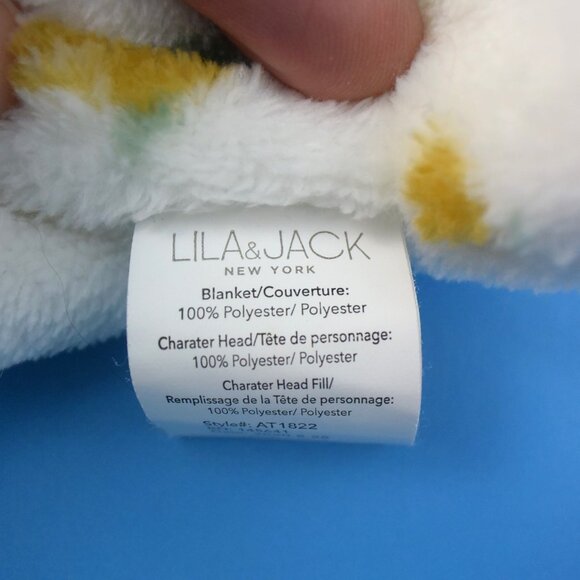 LILA&JACK
NEW YORK
Blanket/Couverture:
100% Polyester/ Polyester
Charater Head/Tête de personnage:
100% Polyester/ Polyester
Charater Head Fill/
Remplissage de la Tête de personnage:
100% Polyester/ Polyester
Style#: AT1822